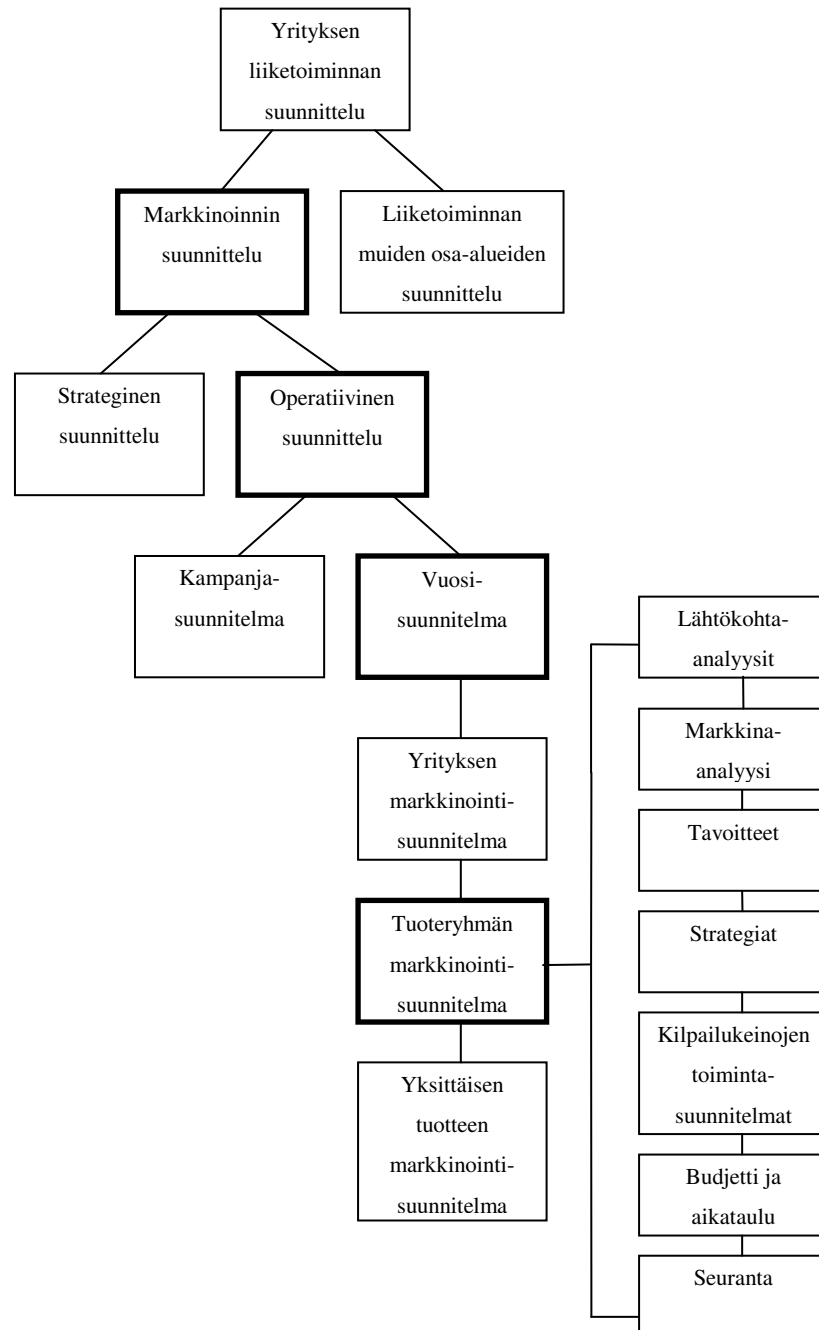 Yrityksen
liiketoiminnan
suunnittelu
Markkinoinnin
suunnittelu
Liiketoiminnan
muiden osa-alueiden
suunnittelu
Strateginen
suunnittelu
Operatiivinen
suunnittelu
Kampanja-
suunnitelma
Vuosi-
suunnitelma
Yrityksen
markkinointi-
suunnitelma
Tuoteryhmän
markkinointi-
suunnitelma
Yksittäisen
tuotteen
markkinointi-
suunnitelma
Lähtökohta-
analyysit
Markkina-
analyysi
Tavoitteet
Strategiat
Kilpailukeinojen
toiminta-
suunnitelmat
Budjetti ja
aikataulu
Seuranta